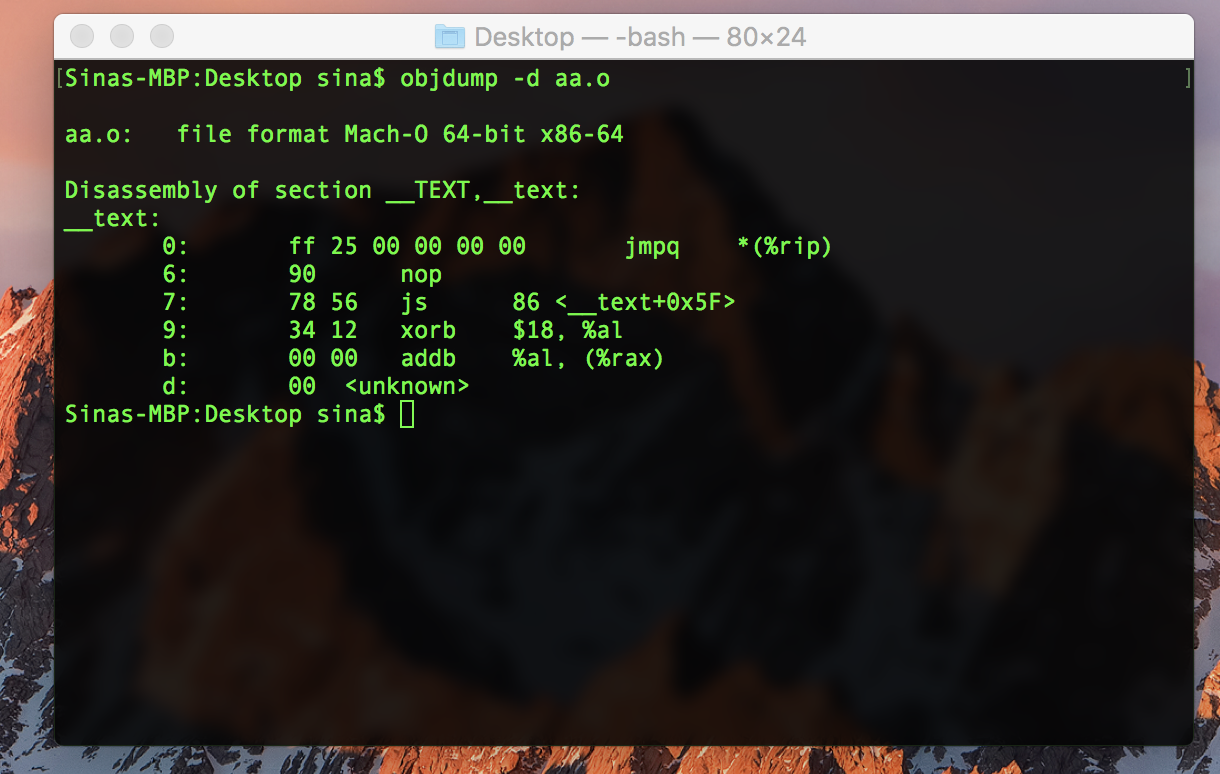 Desktop — -bash — 80×24
[Sinas-MBP:Desktop sina$ objdump -d aa.o ]
aa.o: file format Mach-O 64-bit x86-64
Disassembly of section __TEXT,__text:
__text:
0: ff 25 00 00 00 00 jmpq *(%rip)
6: 90 nop
7: 78 56 js 86 <__text+0x5F>
9: 34 12 xorb $18, %al
b: 00 00 addb %al, (%rax)
d: 00 <unknown>
Sinas-MBP:Desktop sina$